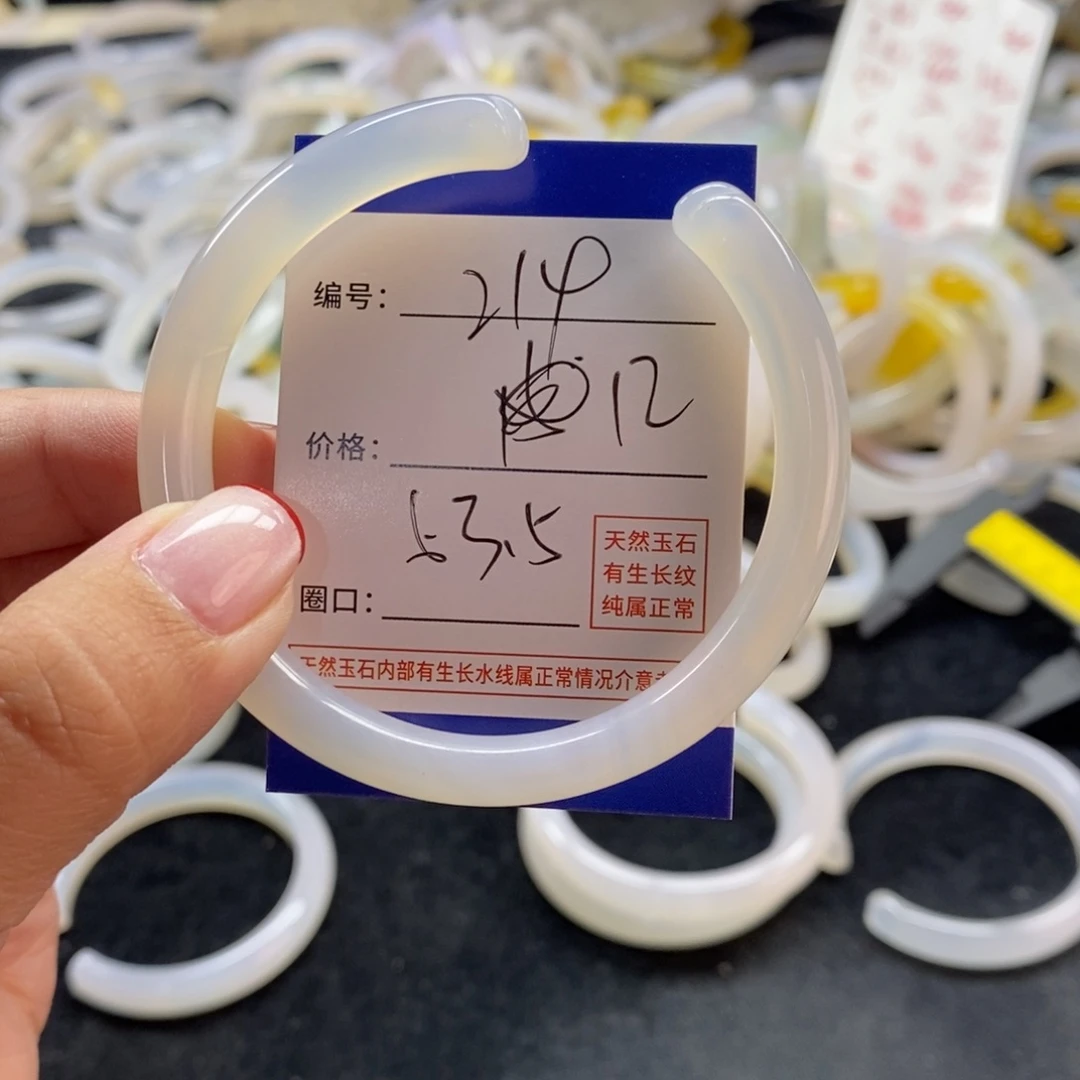 编号: 214
12
价格:
53.5
圈口:
天然玉石
有生长纹
纯属正常
天然玉石内部有生长水线属正常情况介意